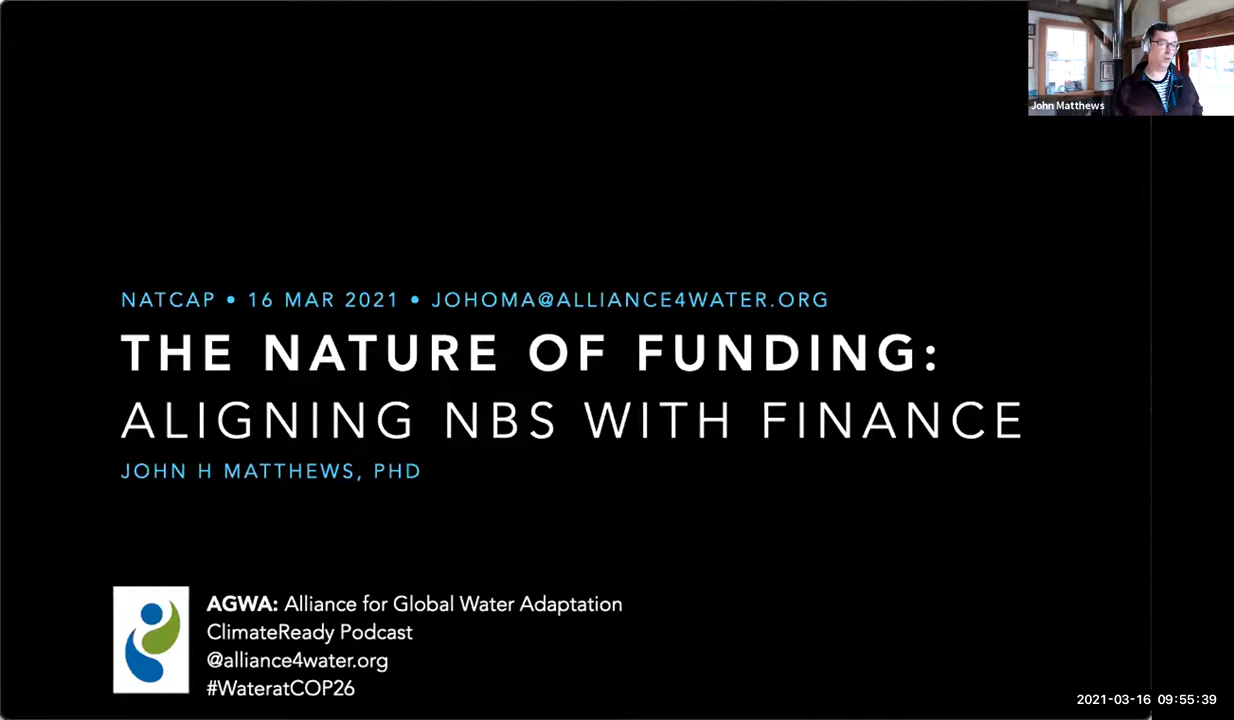 John Matthews
NATCAP • 16 MAR 2021 • JOHOMA@ALLIANCE4WATER.ORG
THE NATURE OF FUNDING:
ALIGNING NBS WITH FINANCE
JOHN H MATTHEWS, PHD
AGWA: Alliance for Global Water Adaptation
ClimateReady Podcast
@alliance4water.org
#WateratCOP26
2021-03-16 09:55:39